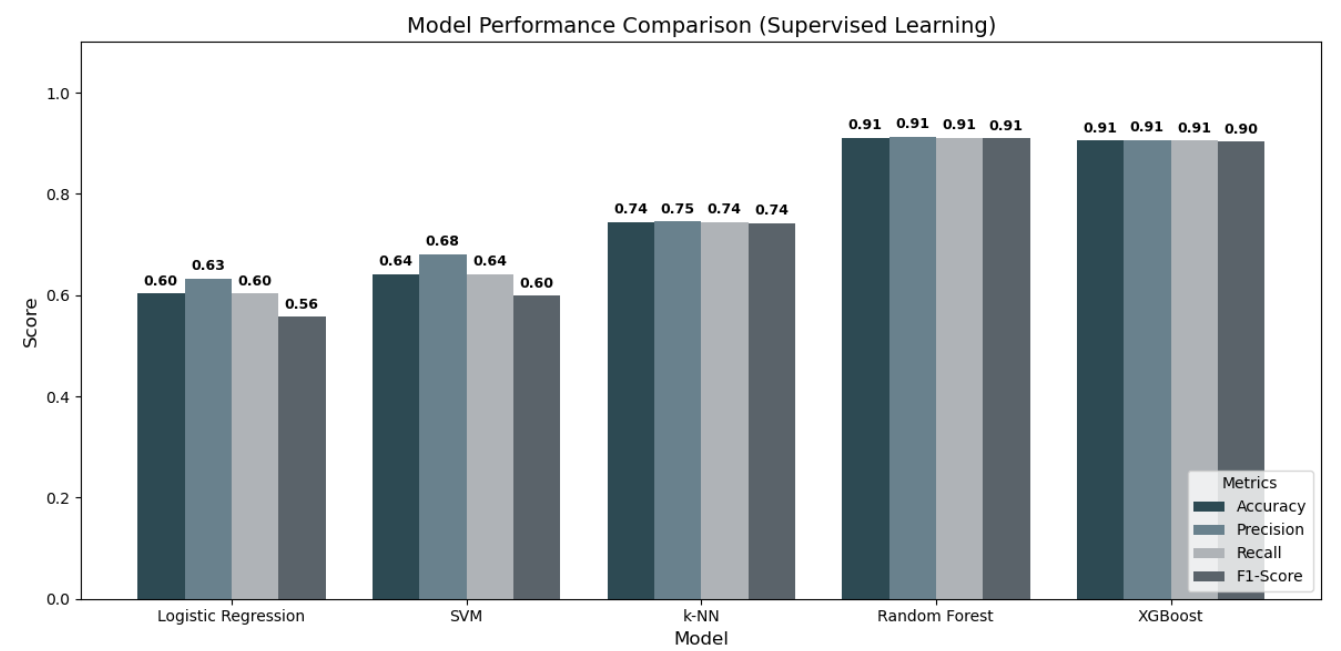 Model Performance Comparison (Supervised Learning)
1.0
0.8
0.6
0.4
0.2
0.0
Score
0.60 0.63 0.60 0.56
0.64 0.68 0.64 0.60
0.74 0.75 0.74 0.74
0.91 0.91 0.91 0.91
0.91 0.91 0.91 0.90
Metrics
Accuracy
Precision
Recall
F1-Score
Logistic Regression SVM k-NN Random Forest XGBoost
Model